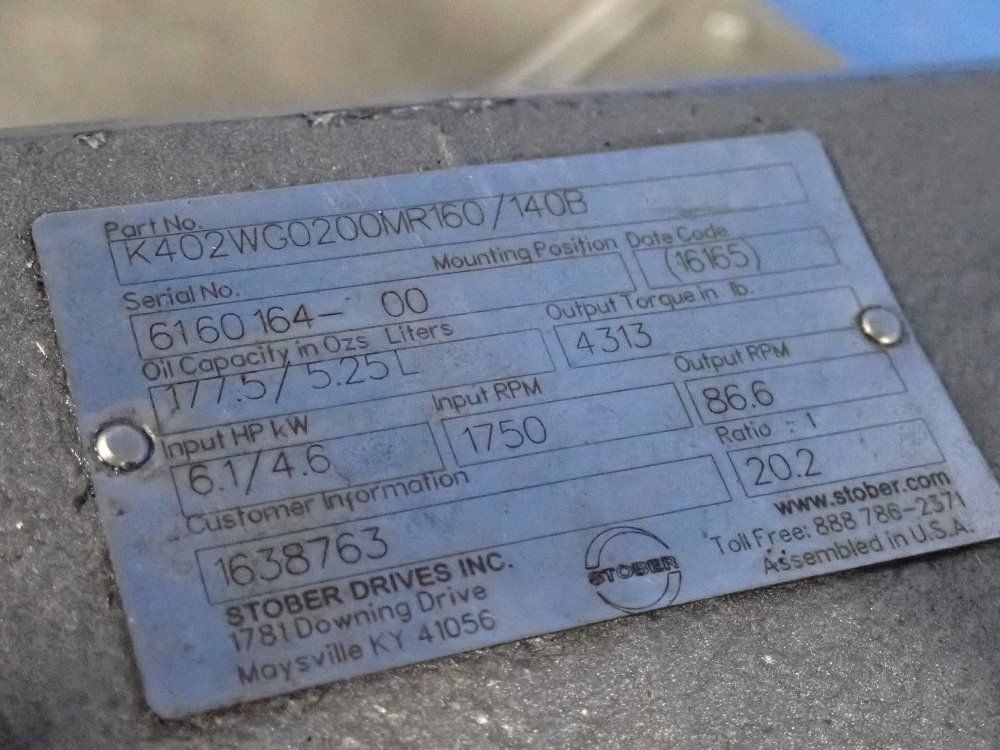 Part No.
K402WG0200MR160/140B
Serial No. Mounting Position Date Code
6160164- 00 (16165)
Oil Capacity in Ozs Liters Output Torque in lb.
177.5/5.25L 4313
Input HP kW Input RPM Output RPM
6.1/4.6 1750 86.6
Customer Information Ratio : 1
1638763 20.2
STOBER DRIVES INC.
1781 Downing Drive
Maysville KY 41056
STOBER
www.stober.com
Toll Free: 888 786-2371
Assembled in U.S.A.